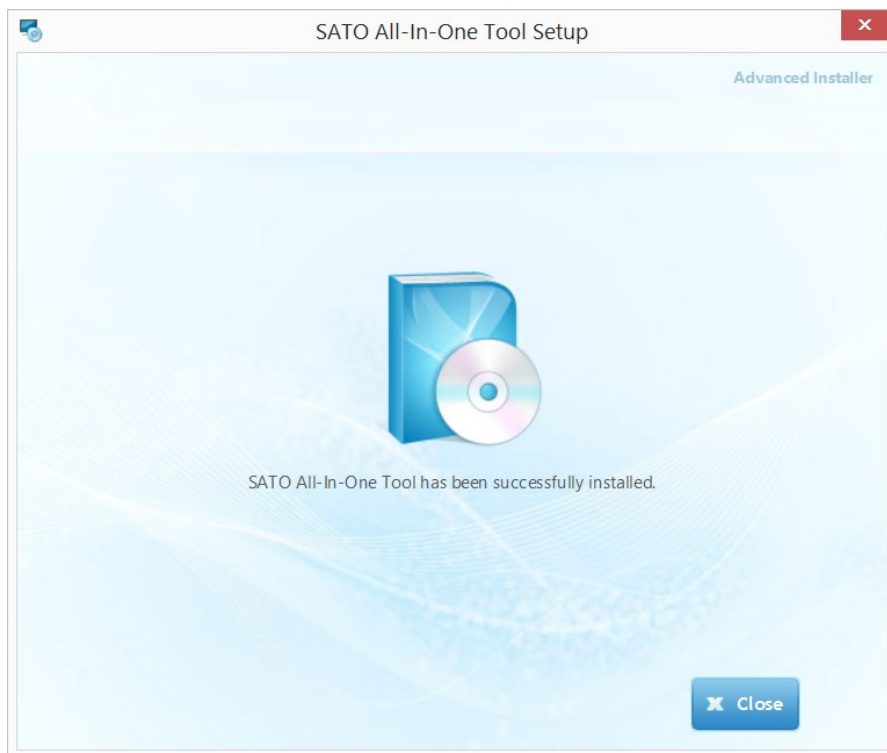 SATO All-In-One Tool Setup
Advanced Installer
SATO All-In-One Tool has been successfully installed.
Close